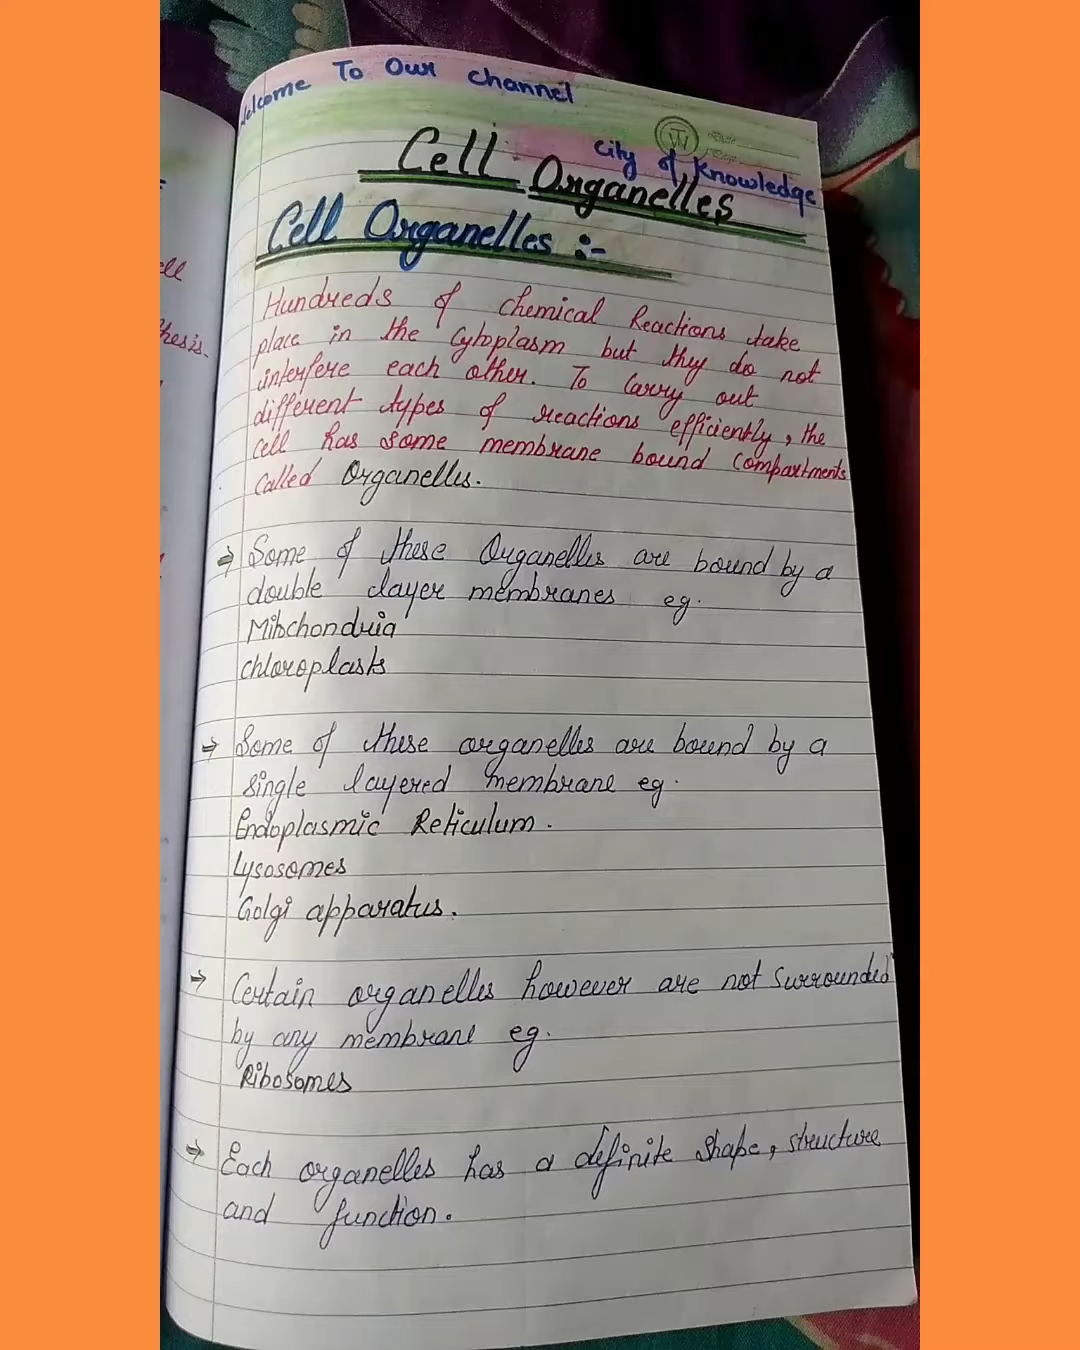 Welcome To Our channel
City of Knowledge
Cell Organelles
Cell Organelles :-
Hundreds of chemical Reactions take
place in the Cytoplasm but they do not
interfere each other. To Carry out
different types of reactions efficiently, the
Cell has some membrane bound Compartments
Called Organelles.
⇒ Some of these Organelles are bound by a
double layer membranes eg.
Mitochondria
chloroplasts
⇒ Some of these organelles are bound by a
single layered membrane eg.
Endoplasmic Reticulum.
Lysosomes
Golgi apparatus.
⇒ Certain organelles however are not Surrounded
by any membrane eg.
Ribosomes
⇒ Each organelles has a definite shape, structure
and function.